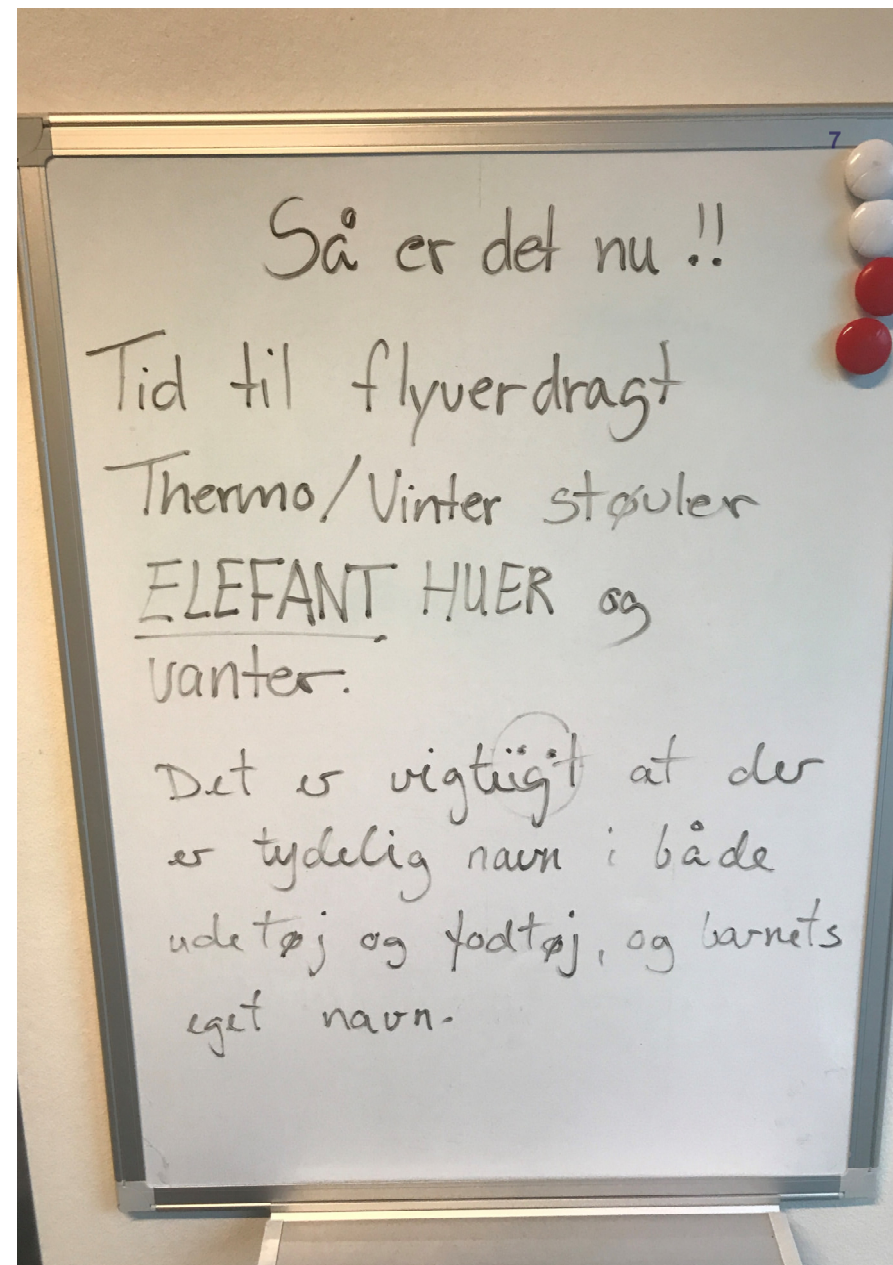 7
Så er det nu !!
Tid til flyverdragt
Thermo/Vinter støvler
ELEFANT HUER og
vanter.
Det er vigtiigt at der
er tydelig navn i både
udetøj og fodtøj, og barnets
eget navn.